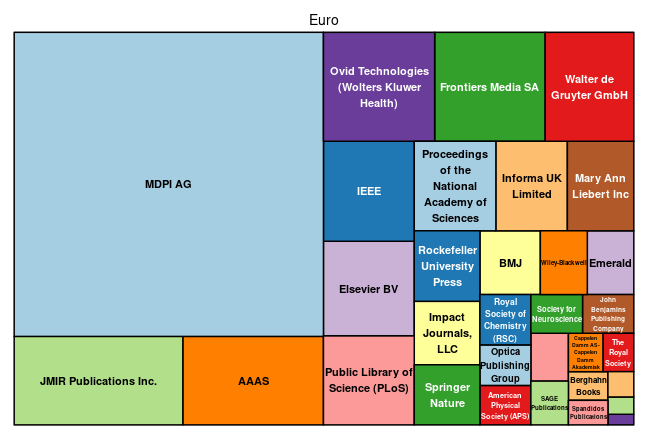 Euro
MDPI AG
Ovid Technologies
(Wolters Kluwer
Health)
Frontiers Media SA
Walter de
Gruyter GmbH
IEEE
Proceedings
of the
National
Academy of
Sciences
Informa UK
Limited
Mary Ann
Liebert Inc
Elsevier BV
Rockefeller
University
Press
BMJ
Wiley-Blackwell
Emerald
Impact
Journals,
LLC
Royal
Society of
Chemistry
(RSC)
Society for
Neuroscience
John
Benjamins
Publishing
Company
JMIR Publications Inc.
AAAS
Public Library of
Science (PLoS)
Springer
Nature
Optica
Publishing
Group
American
Physical
Society (APS)
Cappelen
Damm AS-
Cappelen
Damm
Akademisk
The
Royal
Society
SAGE
Publications
Berghahn
Books
Spandidos
Publications